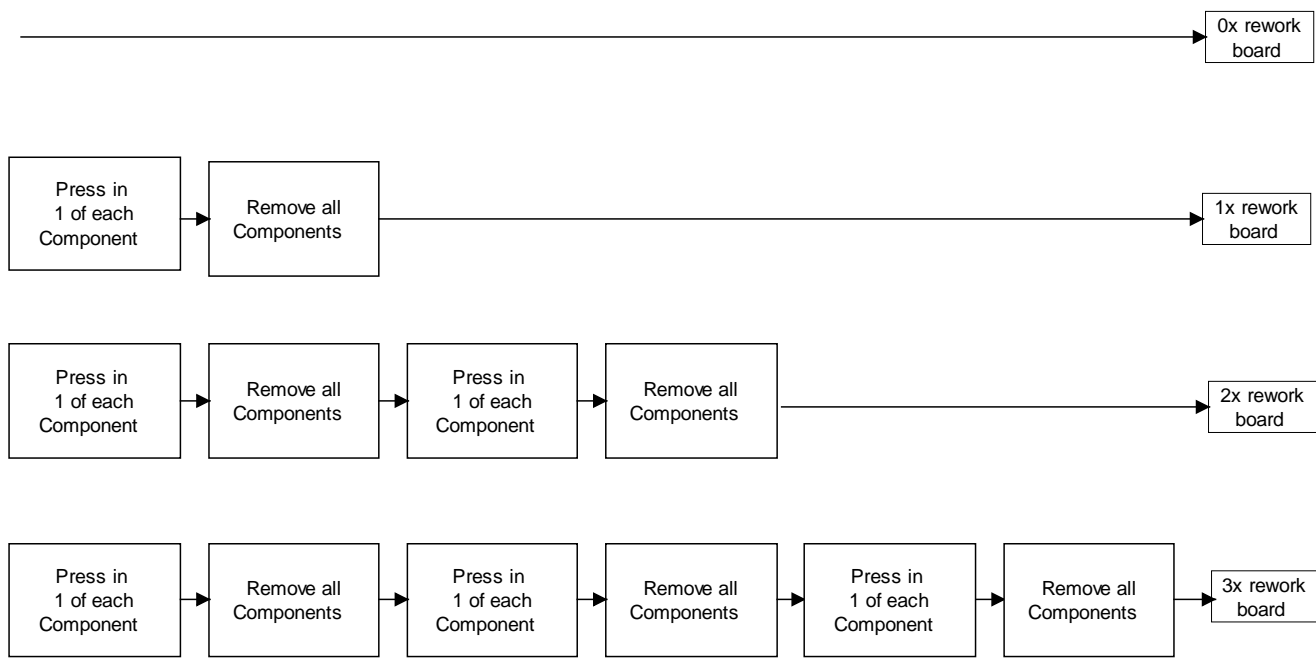 0x rework
board
Press in
1 of each
Component
Remove all
Components
1x rework
board
Press in
1 of each
Component
Remove all
Components
Press in
1 of each
Component
Remove all
Components
2x rework
board
Press in
1 of each
Component
Remove all
Components
Press in
1 of each
Component
Remove all
Components
Press in
1 of each
Component
Remove all
Components
3x rework
board